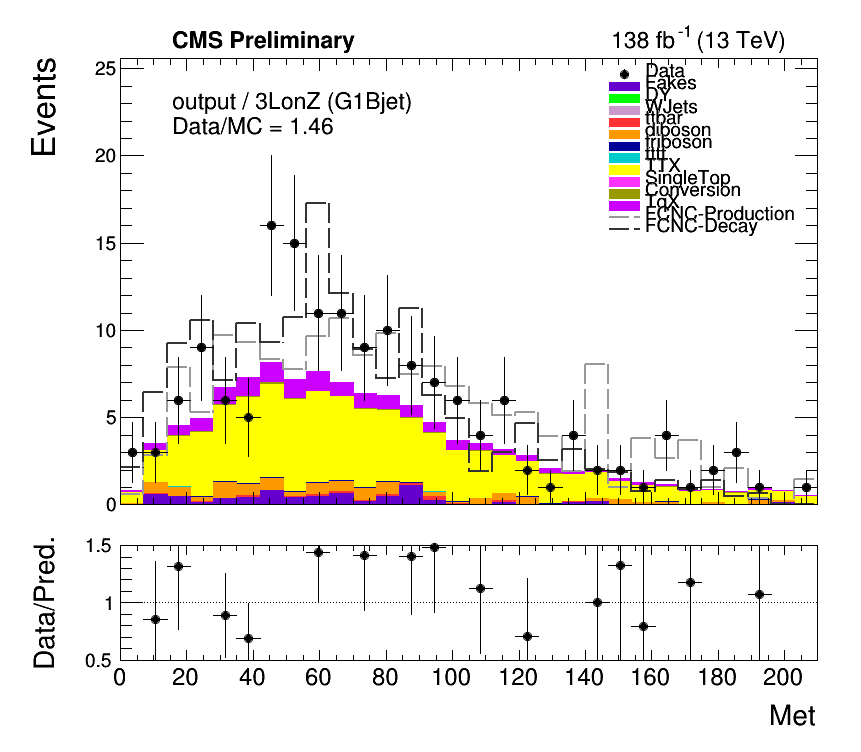 CMS Preliminary 138 fb-1 (13 TeV)
Events
25
20
15
10
5
0
output / 3LonZ (G1Bjet)
Data/MC = 1.46
Data
Fakes
DY
WJets
ttbar
diboson
triboson
tttt
TTX
SingleTop
Conversion
TqX
FCNC-Production
FCNC-Decay
Data/Pred.
1.5
1
0.5
0 20 40 60 80 100 120 140 160 180 200
Met